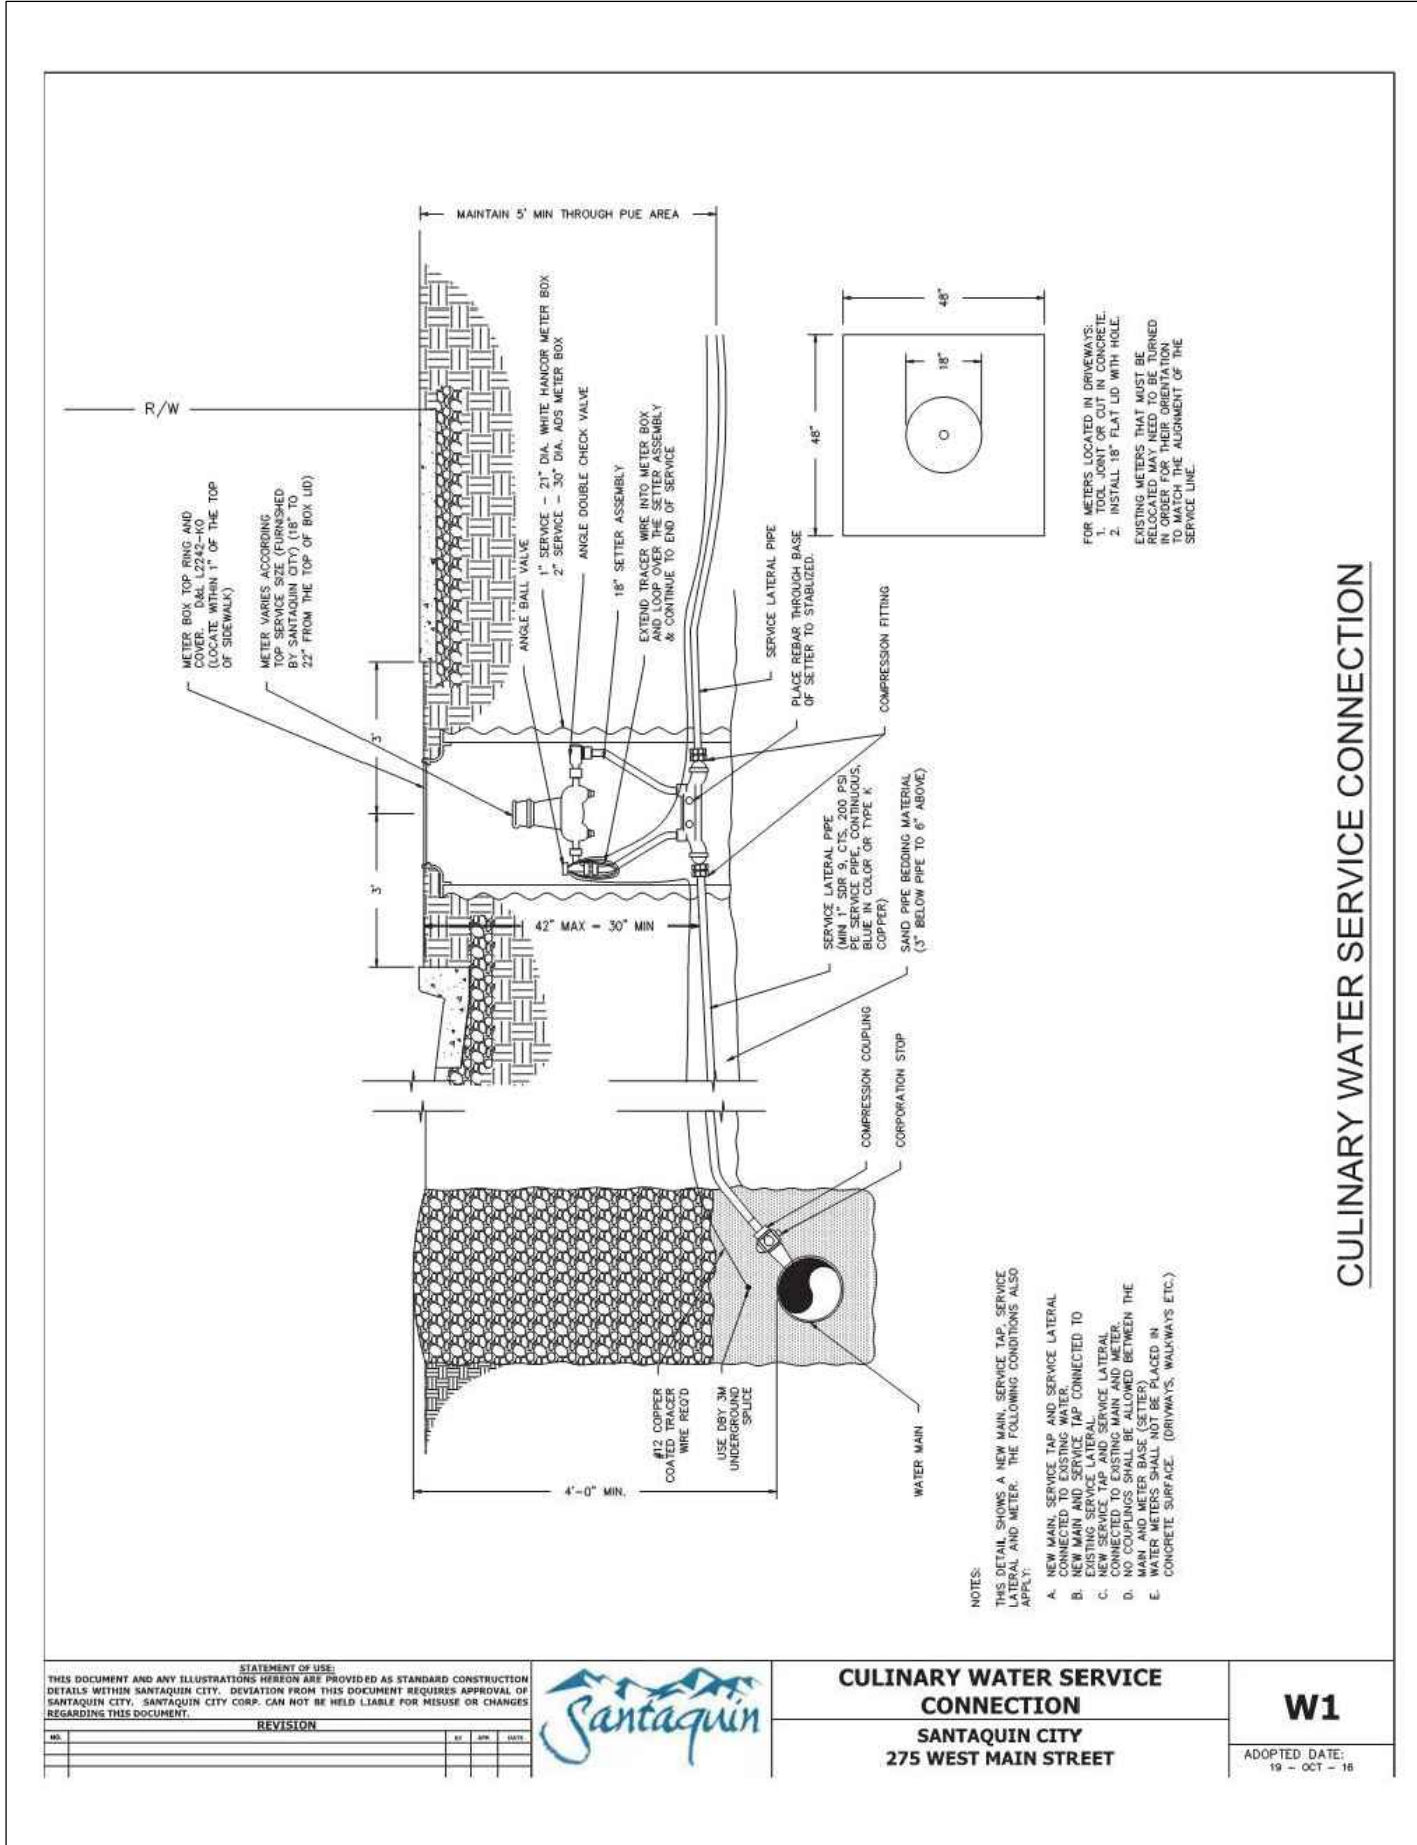 MAINTAIN 5' MIN THROUGH PUE AREA
R/W
METER BOX TOP RING AND
COVER. D&L L2242-KO
(LOCATE WITHIN 1" OF THE TOP
OF SIDEWALK)
METER VARIES ACCORDING
TOP SERVICE SIZE (FURNISHED
BY SANTAQUIN CITY) (18" TO
22" FROM THE TOP OF BOX LID)
3'
3'
ANGLE BALL VALVE
1" SERVICE - 21" DIA. WHITE HANCOR METER BOX
2" SERVICE - 30" DIA. ADS METER BOX
ANGLE DOUBLE CHECK VALVE
18" SETTER ASSEMBLY
EXTEND TRACER WIRE INTO METER BOX
AND LOOP OVER THE SETTER ASSEMBLY
& CONTINUE TO END OF SERVICE
SERVICE LATERAL PIPE
PLACE REBAR THROUGH BASE
OF SETTER TO STABLIZED.
COMPRESSION FITTING
42" MAX - 30" MIN
SERVICE LATERAL PIPE
(MIN 1" SDR 9, CTS, 200 PSI
PE SERVICE PIPE, CONTINUOUS,
BLUE IN COLOR OR TYPE K
COPPER)
SAND PIPE BEDDING MATERIAL
(3" BELOW PIPE TO 6" ABOVE)
COMPRESSION COUPLING
CORPORATION STOP
#12 COPPER
COATED TRACER
WIRE REQ'D
USE DBY 3M
UNDERGROUND
SPLICE
4'-0" MIN.
WATER MAIN
48"
48"
18"
FOR METERS LOCATED IN DRIVEWAYS:
1. TOOL JOINT OR CUT IN CONCRETE.
2. INSTALL 18" FLAT LID WITH HOLE.
EXISTING METERS THAT MUST BE
RELOCATED MAY NEED TO BE TURNED
IN ORDER FOR THEIR ORIENTATION
TO MATCH THE ALIGNMENT OF THE
SERVICE LINE.
NOTES:
THIS DETAIL SHOWS A NEW MAIN, SERVICE TAP, SERVICE
LATERAL AND METER. THE FOLLOWING CONDITIONS ALSO
APPLY:
A. NEW MAIN, SERVICE TAP AND SERVICE LATERAL
CONNECTED TO EXISTING WATER.
B. NEW MAIN AND SERVICE TAP CONNECTED TO
EXISTING SERVICE LATERAL.
C. NEW SERVICE TAP AND SERVICE LATERAL
CONNECTED TO EXISTING MAIN AND METER.
D. NO COUPLINGS SHALL BE ALLOWED BETWEEN THE
MAIN AND METER BASE (SETTER)
E. WATER METERS SHALL NOT BE PLACED IN
CONCRETE SURFACE. (DRIVWAYS, WALKWAYS ETC.)
CULINARY WATER SERVICE CONNECTION
STATEMENT OF USE:
THIS DOCUMENT AND ANY ILLUSTRATIONS HEREON ARE PROVIDED AS STANDARD CONSTRUCTION
DETAILS WITHIN SANTAQUIN CITY. DEVIATION FROM THIS DOCUMENT REQUIRES APPROVAL OF
SANTAQUIN CITY. SANTAQUIN CITY CORP. CAN NOT BE HELD LIABLE FOR MISUSE OR CHANGES
REGARDING THIS DOCUMENT.
REVISION
NO. BY APR DATE
Santaquin
CULINARY WATER SERVICE
CONNECTION
SANTAQUIN CITY
275 WEST MAIN STREET
W1
ADOPTED DATE:
19 - OCT - 16